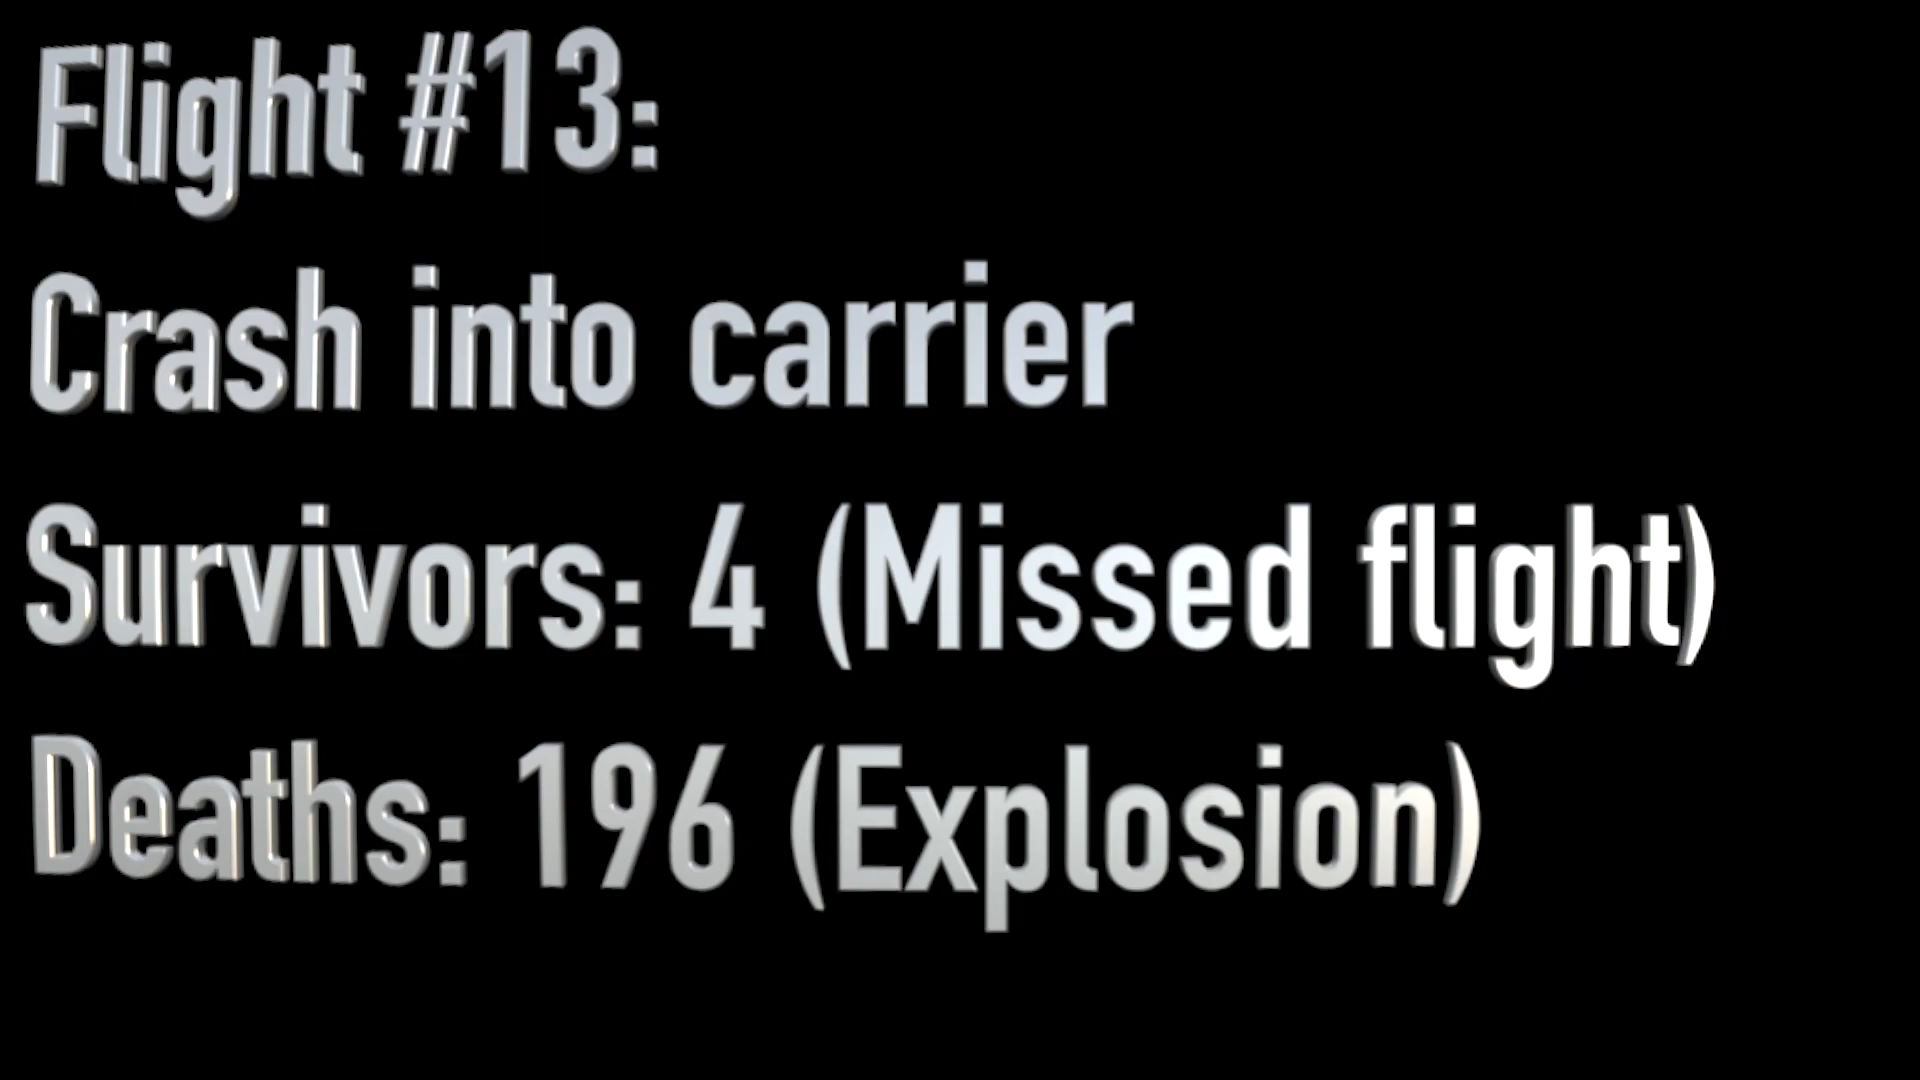 Flight #13:
Crash into carrier
Survivors: 4 (Missed flight)
Deaths: 196 (Explosion)